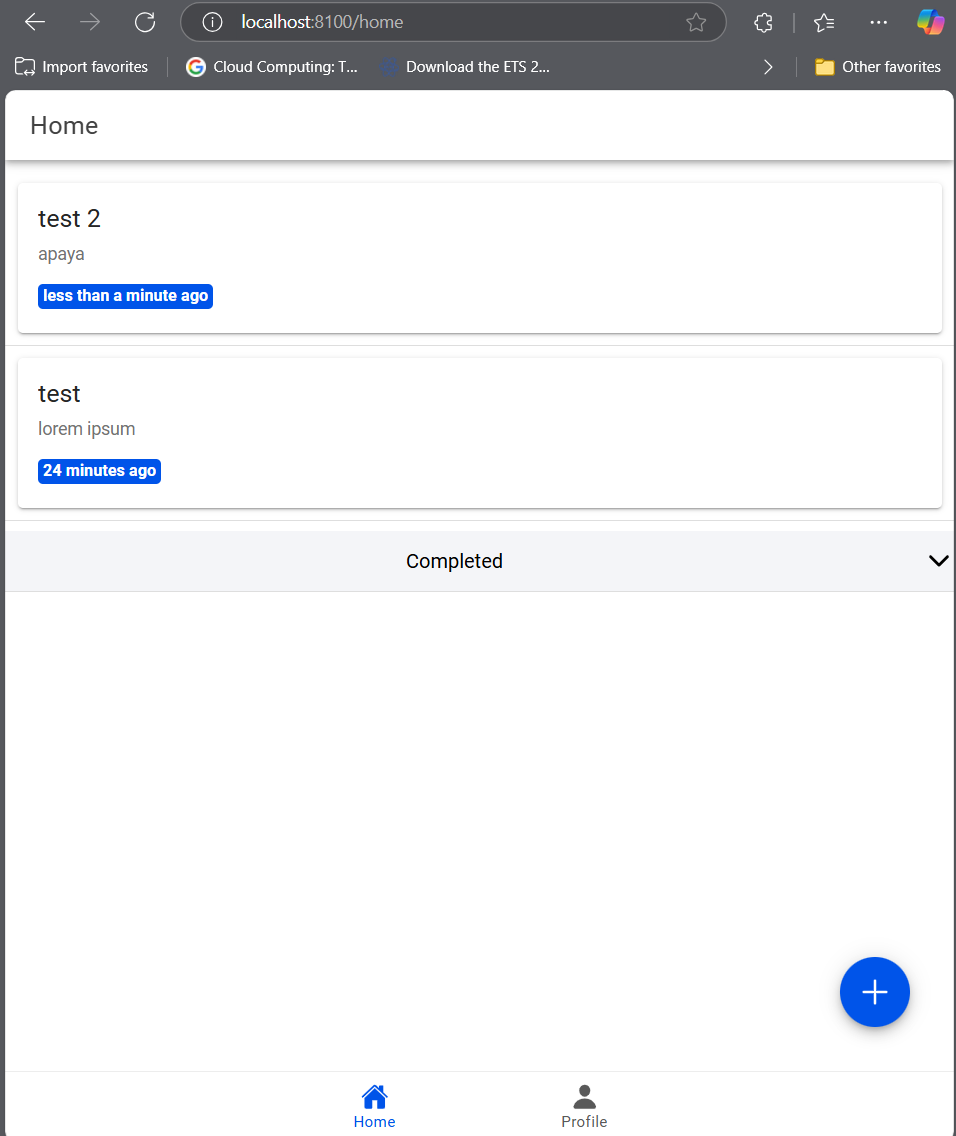 localhost:8100/home
Import favorites
Cloud Computing: T...
Download the ETS 2...
Other favorites
Home
test 2
apaya
less than a minute ago
test
lorem ipsum
24 minutes ago
Completed
Home
Profile